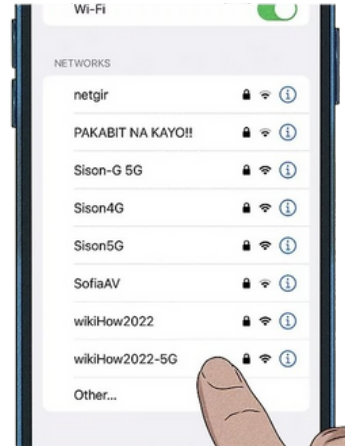 Wi-Fi
NETWORKS
netgir
PAKABIT NA KAYO!!
Sison-G 5G
Sison4G
Sison5G
SofiaAV
wikiHow2022
wikiHow2022-5G
Other...